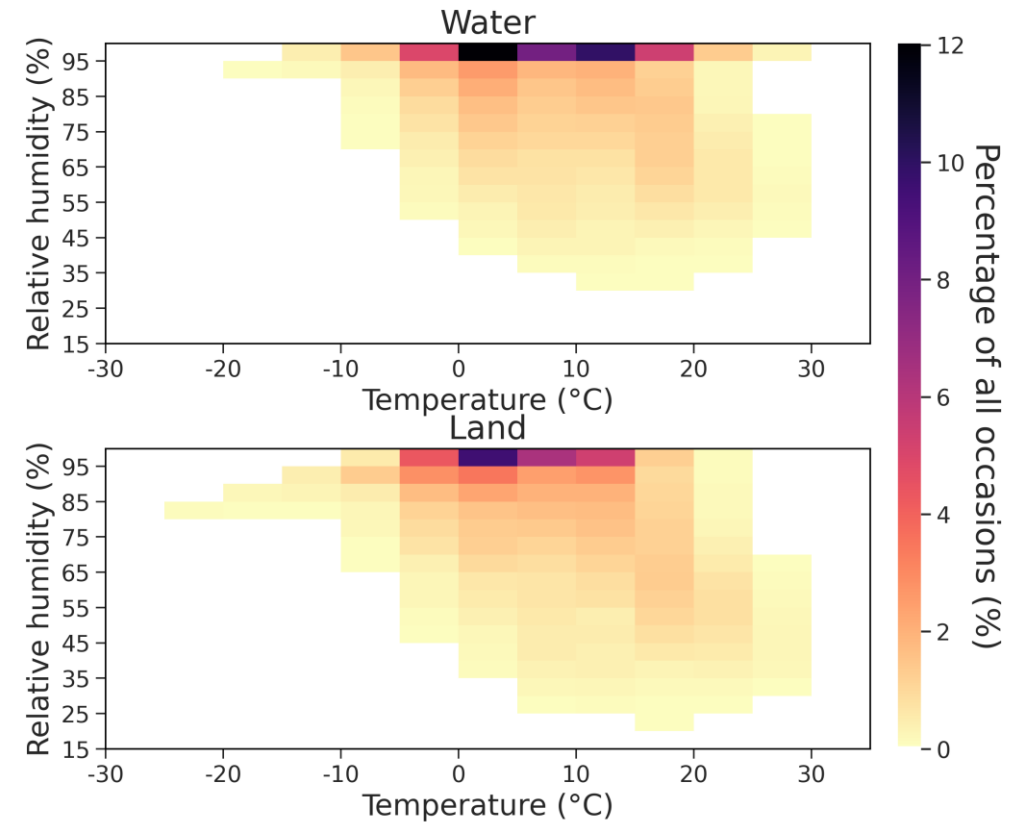 Water
Relative humidity (%)
95
85
75
65
55
45
35
25
15
-30 -20 -10 0 10 20 30
Temperature (°C)
Land
Relative humidity (%)
95
85
75
65
55
45
35
25
15
-30 -20 -10 0 10 20 30
Temperature (°C)
12
10
8
6
4
2
0
Percentage of all occasions (%)